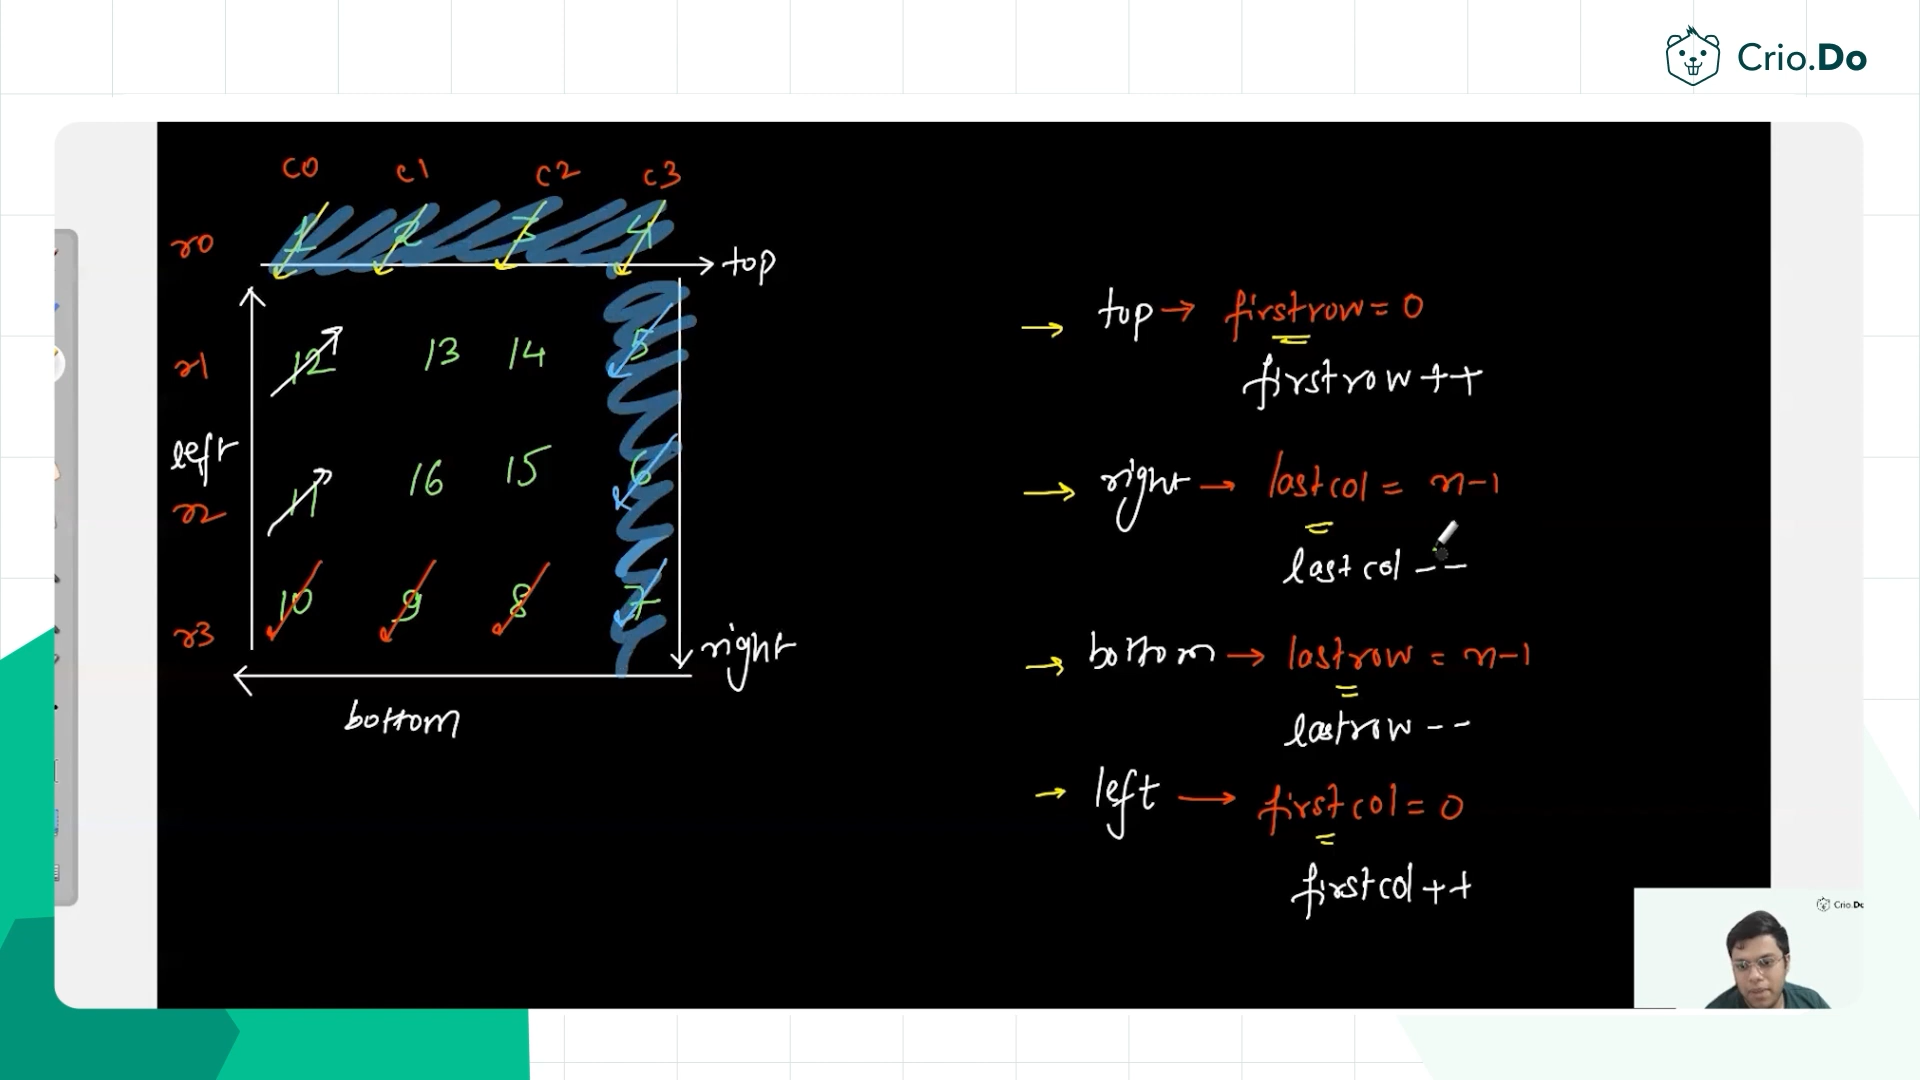 Crio.Do
c0 c1 c2 c3
r0 1 2 3 4
top
r1 12 13 14 5
left
r2 11 16 15 6
r3 10 9 8 7
right
bottom
top → firstrow = 0
firstrow ++
right → lastcol = n-1
lastcol --
bottom → lastrow = n-1
lastrow --
left → firstcol = 0
firstcol ++
Crio.Do